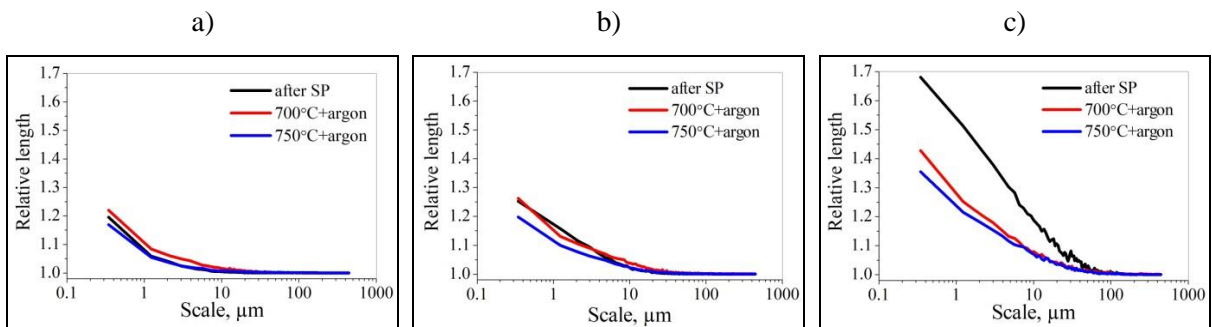 a) b) c)
1.7
1.6
1.5
1.4
1.3
1.2
1.1
1.0
Relative length
after SP
700°C+argon
750°C+argon
0.1 1 10 100 1000
Scale, µm
1.7
1.6
1.5
1.4
1.3
1.2
1.1
1.0
Relative length
after SP
700°C+argon
750°C+argon
0.1 1 10 100 1000
Scale, µm
1.7
1.6
1.5
1.4
1.3
1.2
1.1
1.0
Relative length
after SP
700°C+argon
750°C+argon
0.1 1 10 100 1000
Scale, µm